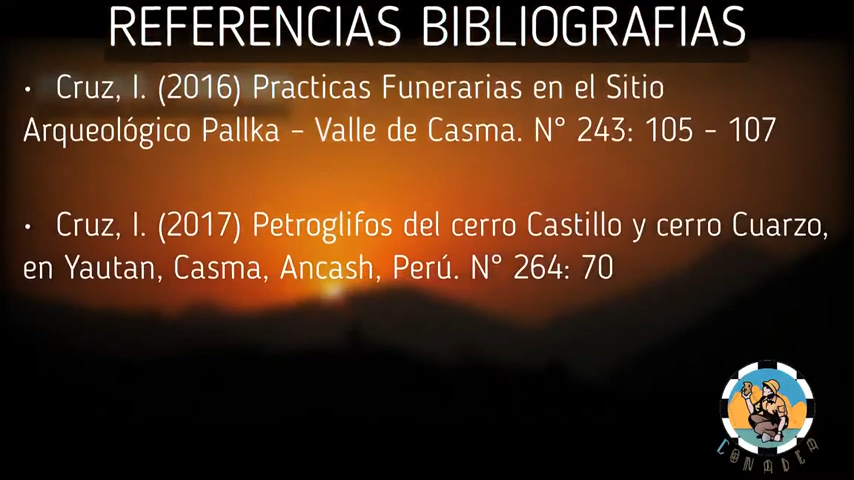 REFERENCIAS BIBLIOGRAFIAS
• Cruz, I. (2016) Practicas Funerarias en el Sitio
Arqueológico Pallka – Valle de Casma. N° 243: 105 - 107
• Cruz, I. (2017) Petroglifos del cerro Castillo y cerro Cuarzo,
en Yautan, Casma, Ancash, Perú. N° 264: 70
CONADEA